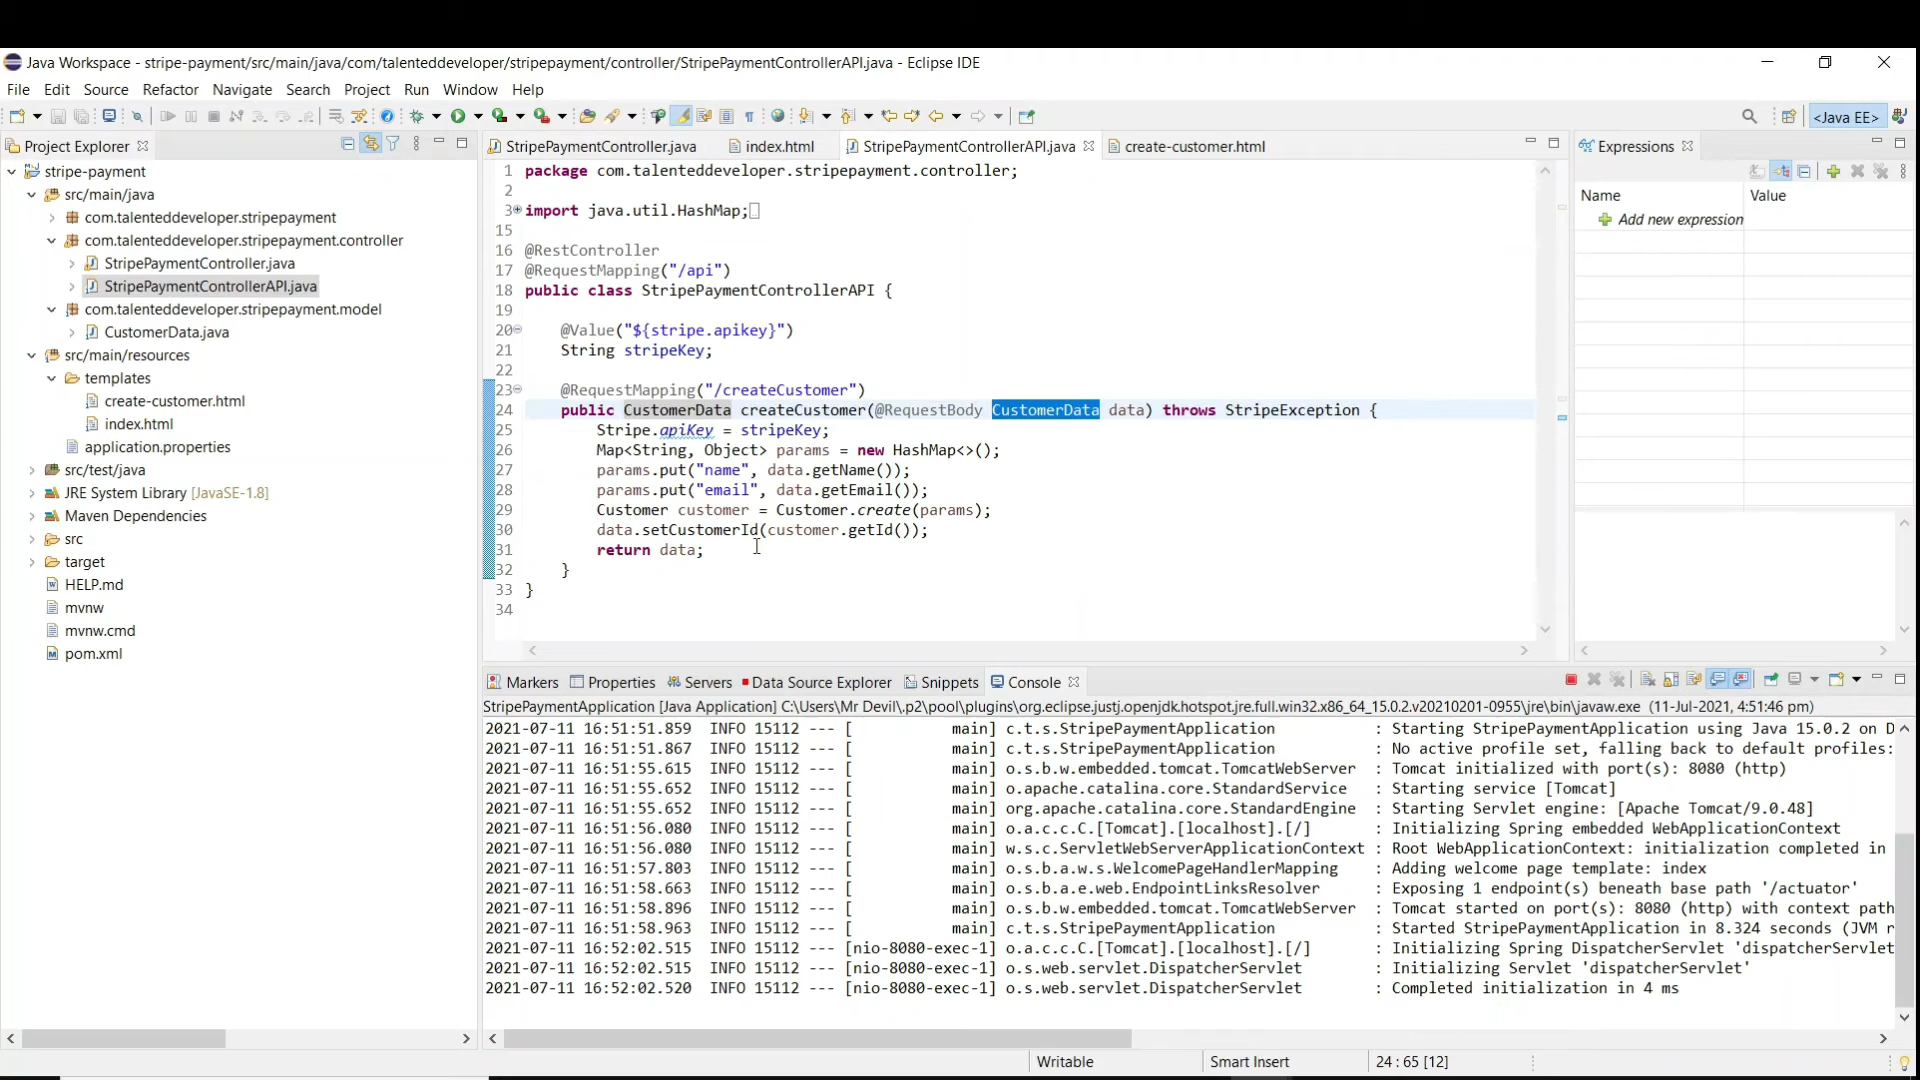 Java Workspace - stripe-payment/src/main/java/com/talenteddeveloper/stripepayment/controller/StripePaymentControllerAPI.java - Eclipse IDE
File Edit Source Refactor Navigate Search Project Run Window Help
<Java EE>
Project Explorer
stripe-payment
src/main/java
com.talenteddeveloper.stripepayment
com.talenteddeveloper.stripepayment.controller
StripePaymentController.java
StripePaymentControllerAPI.java
com.talenteddeveloper.stripepayment.model
CustomerData.java
src/main/resources
templates
create-customer.html
index.html
application.properties
src/test/java
JRE System Library [JavaSE-1.8]
Maven Dependencies
src
target
HELP.md
mvnw
mvnw.cmd
pom.xml
StripePaymentController.java index.html StripePaymentControllerAPI.java create-customer.html
1 package com.talenteddeveloper.stripepayment.controller;
2
3 import java.util.HashMap;
15
16 @RestController
17 @RequestMapping("/api")
18 public class StripePaymentControllerAPI {
19
20 @Value("${stripe.apikey}")
21 String stripeKey;
22
23 @RequestMapping("/createCustomer")
24 public CustomerData createCustomer(@RequestBody CustomerData data) throws StripeException {
25 Stripe.apiKey = stripeKey;
26 Map<String, Object> params = new HashMap<>();
27 params.put("name", data.getName());
28 params.put("email", data.getEmail());
29 Customer customer = Customer.create(params);
30 data.setCustomerId(customer.getId());
31 return data;
32 }
33 }
34
Expressions
Name Value
Add new expression
Markers Properties Servers Data Source Explorer Snippets Console
StripePaymentApplication [Java Application] C:\Users\Mr Devil\.p2\pool\plugins\org.eclipse.justj.openjdk.hotspot.jre.full.win32.x86_64_15.0.2.v20210201-0955\jre\bin\javaw.exe (11-Jul-2021, 4:51:46 pm)
2021-07-11 16:51:51.859 INFO 15112 --- [ main] c.t.s.StripePaymentApplication : Starting StripePaymentApplication using Java 15.0.2 on D
2021-07-11 16:51:51.867 INFO 15112 --- [ main] c.t.s.StripePaymentApplication : No active profile set, falling back to default profiles:
2021-07-11 16:51:55.615 INFO 15112 --- [ main] o.s.b.w.embedded.tomcat.TomcatWebServer : Tomcat initialized with port(s): 8080 (http)
2021-07-11 16:51:55.652 INFO 15112 --- [ main] o.apache.catalina.core.StandardService : Starting service [Tomcat]
2021-07-11 16:51:55.652 INFO 15112 --- [ main] org.apache.catalina.core.StandardEngine : Starting Servlet engine: [Apache Tomcat/9.0.48]
2021-07-11 16:51:56.080 INFO 15112 --- [ main] o.a.c.c.C.[Tomcat].[localhost].[/] : Initializing Spring embedded WebApplicationContext
2021-07-11 16:51:56.080 INFO 15112 --- [ main] w.s.c.ServletWebServerApplicationContext : Root WebApplicationContext: initialization completed in
2021-07-11 16:51:57.803 INFO 15112 --- [ main] o.s.b.a.w.s.WelcomePageHandlerMapping : Adding welcome page template: index
2021-07-11 16:51:58.663 INFO 15112 --- [ main] o.s.b.a.e.web.EndpointLinksResolver : Exposing 1 endpoint(s) beneath base path '/actuator'
2021-07-11 16:51:58.896 INFO 15112 --- [ main] o.s.b.w.embedded.tomcat.TomcatWebServer : Tomcat started on port(s): 8080 (http) with context path
2021-07-11 16:51:58.963 INFO 15112 --- [ main] c.t.s.StripePaymentApplication : Started StripePaymentApplication in 8.324 seconds (JVM r
2021-07-11 16:52:02.515 INFO 15112 --- [nio-8080-exec-1] o.a.c.c.C.[Tomcat].[localhost].[/] : Initializing Spring DispatcherServlet 'dispatcherServlet
2021-07-11 16:52:02.515 INFO 15112 --- [nio-8080-exec-1] o.s.web.servlet.DispatcherServlet : Initializing Servlet 'dispatcherServlet'
2021-07-11 16:52:02.520 INFO 15112 --- [nio-8080-exec-1] o.s.web.servlet.DispatcherServlet : Completed initialization in 4 ms
Writable Smart Insert 24 : 65 [12]